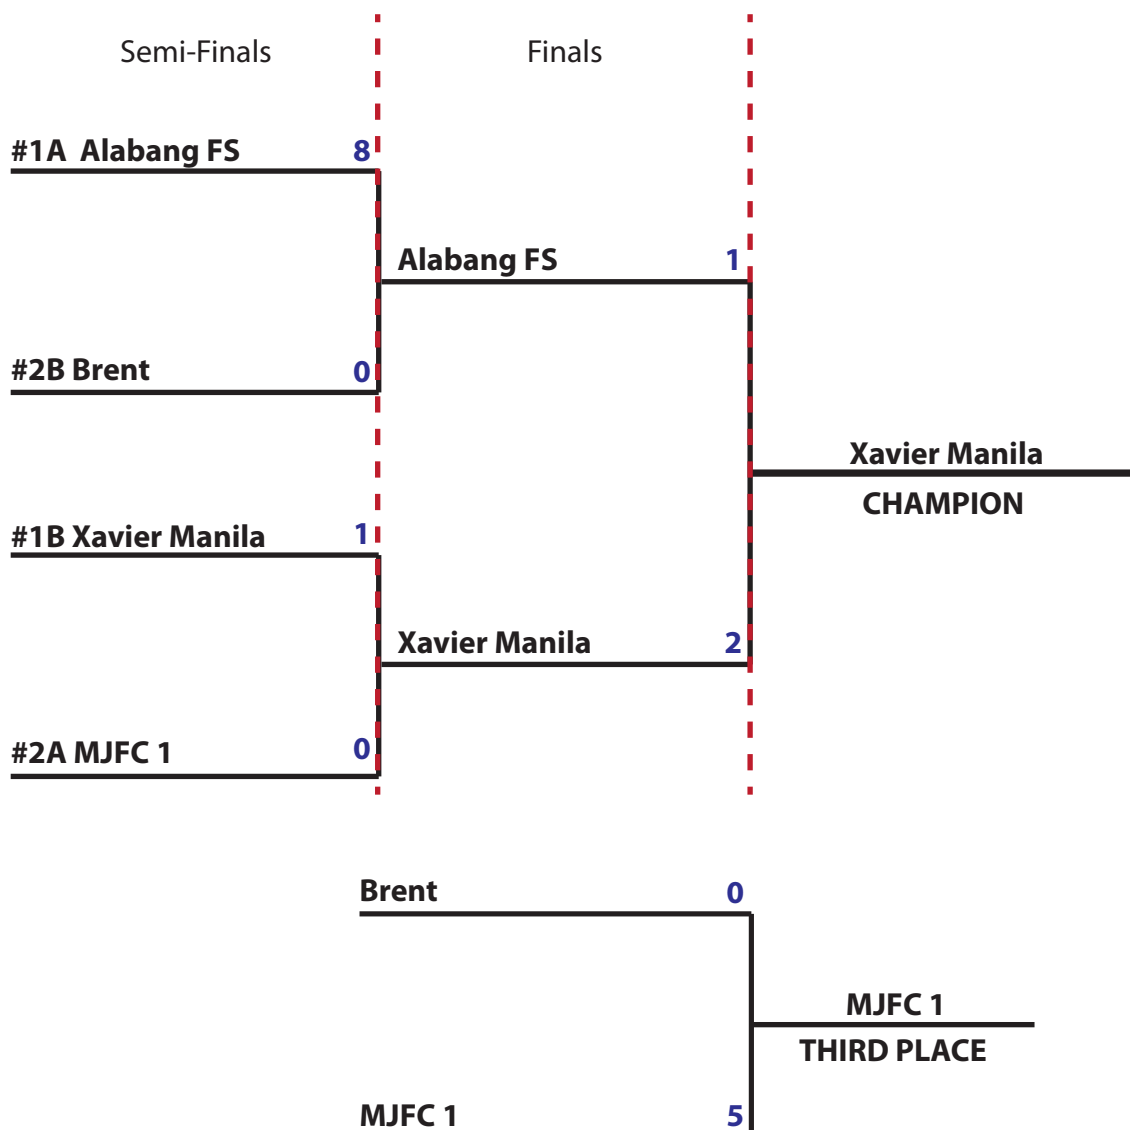 Semi-Finals
Finals
#1A Alabang FS 8
Alabang FS 1
#2B Brent 0
Xavier Manila
CHAMPION
#1B Xavier Manila 1
Xavier Manila 2
#2A MJFC 1 0
Brent 0
MJFC 1
THIRD PLACE
MJFC 1 5